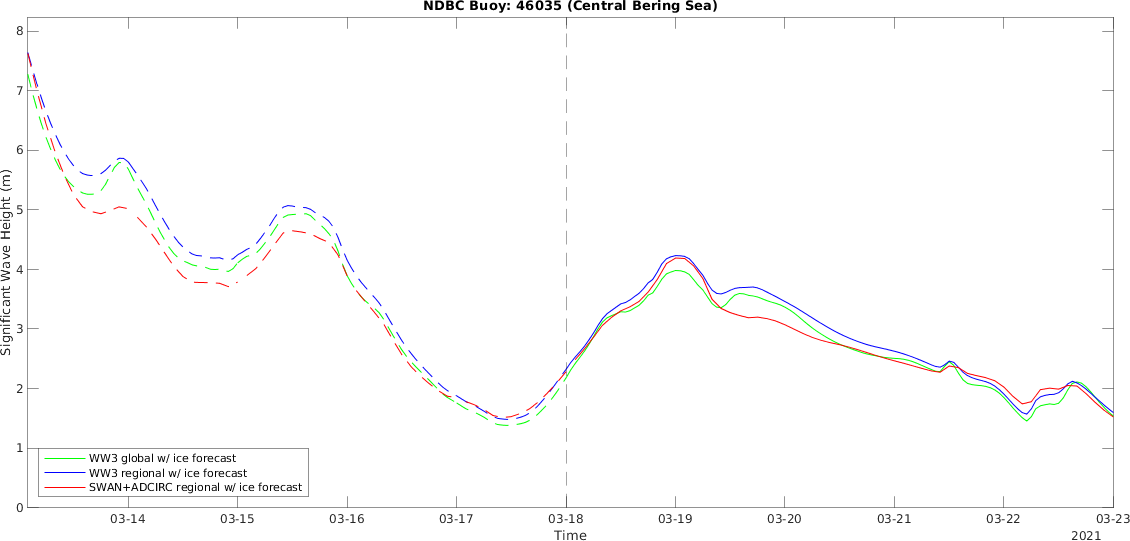 NDBC Buoy: 46035 (Central Bering Sea)
Significant Wave Height (m)
8
7
6
5
4
3
2
1
0
WW3 global w/ ice forecast
WW3 regional w/ ice forecast
SWAN+ADCIRC regional w/ ice forecast
03-14 03-15 03-16 03-17 03-18 03-19 03-20 03-21 03-22 03-23
Time
2021